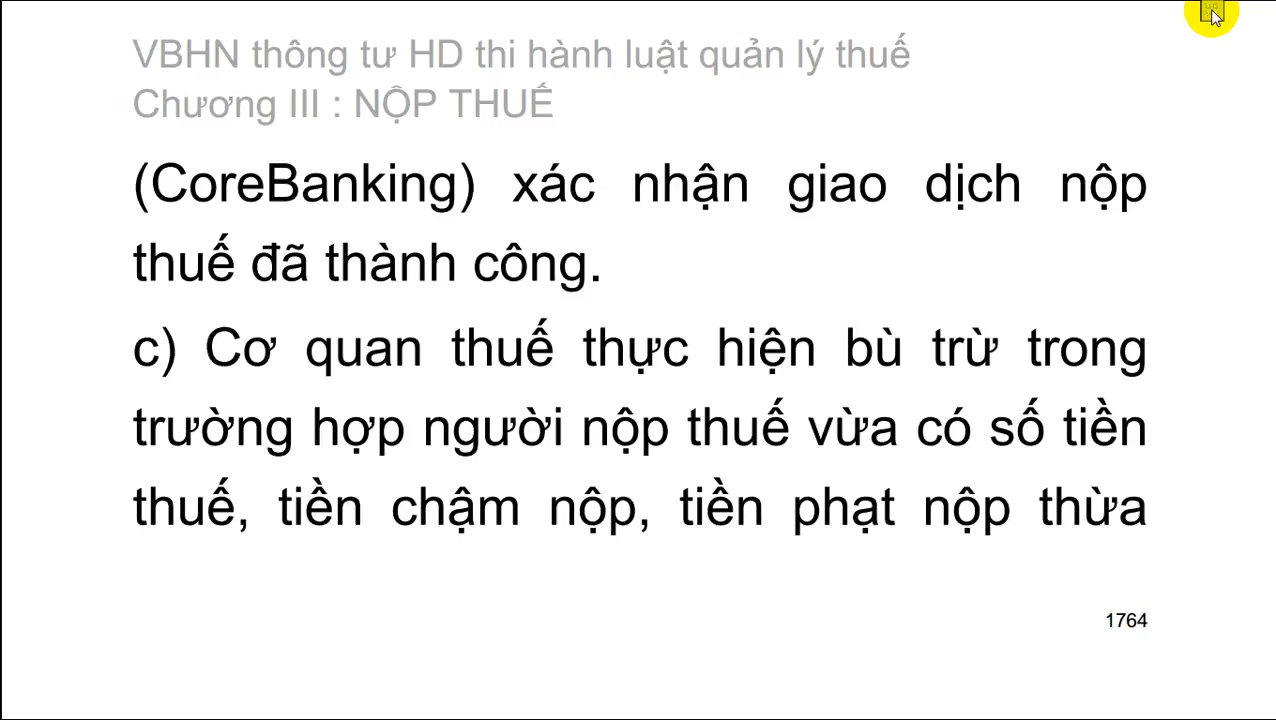 VBHN thông tư HD thi hành luật quản lý thuế
Chương III : NỘP THUẾ
(CoreBanking) xác nhận giao dịch nộp
thuế đã thành công.
c) Cơ quan thuế thực hiện bù trừ trong
trường hợp người nộp thuế vừa có số tiền
thuế, tiền chậm nộp, tiền phạt nộp thừa
1764